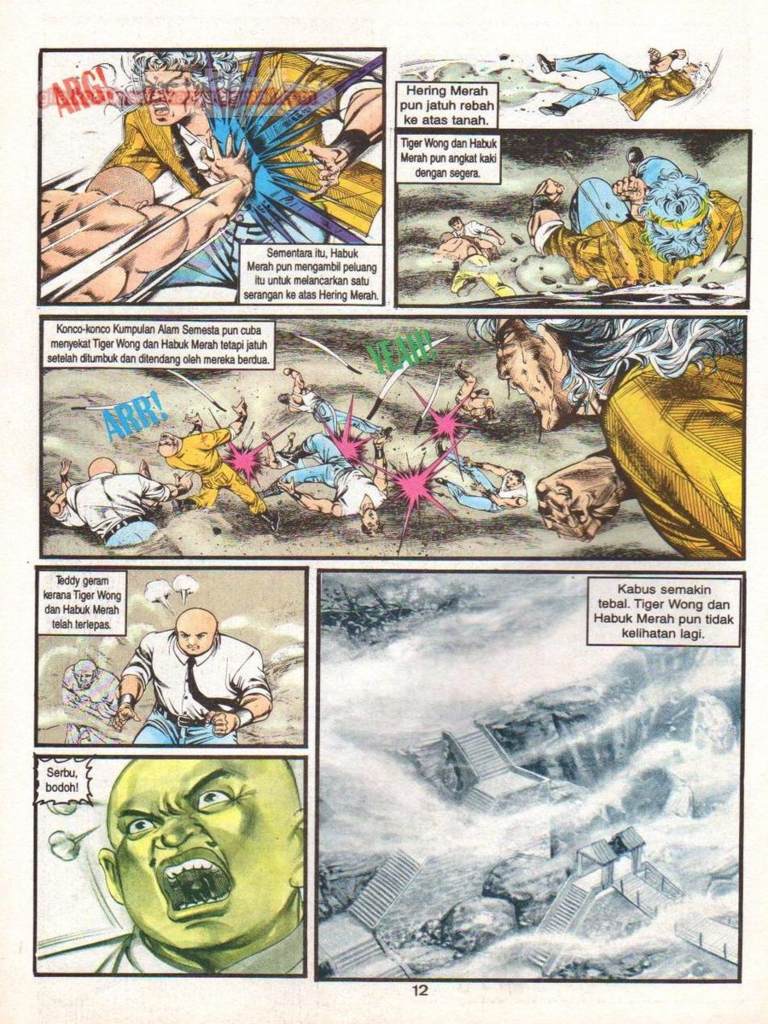 ARG!
Sementara itu, Habuk
Merah pun mengambil peluang
itu untuk melancarkan satu
serangan ke atas Hering Merah.
Hering Merah
pun jatuh rebah
ke atas tanah.
Tiger Wong dan Habuk
Merah pun angkat kaki
dengan segera.
Konco-konco Kumpulan Alam Semesta pun cuba
menyekat Tiger Wong dan Habuk Merah tetapi jatuh
setelah ditumbuk dan ditendang oleh mereka berdua.
ARR!
YEAH!
Teddy geram
kerana Tiger Wong
dan Habuk Merah
telah terlepas.
Serbu,
bodoh!
Kabus semakin
tebal. Tiger Wong dan
Habuk Merah pun tidak
kelihatan lagi.
12